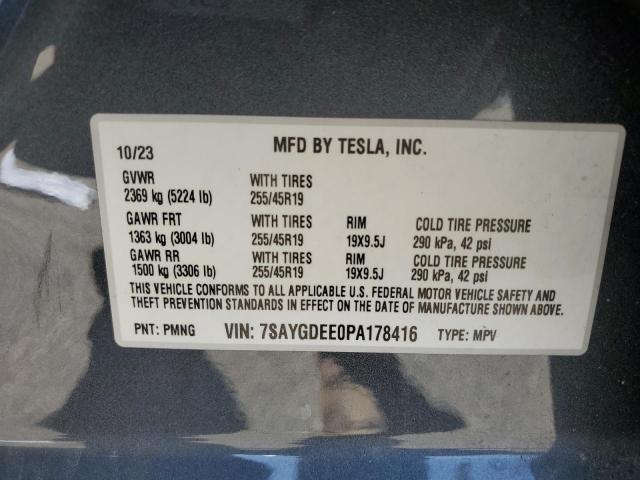 10/23 MFD BY TESLA, INC.
GVWR WITH TIRES
2369 kg (5224 lb) 255/45R19
GAWR FRT WITH TIRES RIM COLD TIRE PRESSURE
1363 kg (3004 lb) 255/45R19 19X9.5J 290 kPa, 42 psi
GAWR RR WITH TIRES RIM COLD TIRE PRESSURE
1500 kg (3306 lb) 255/45R19 19X9.5J 290 kPa, 42 psi
THIS VEHICLE CONFORMS TO ALL APPLICABLE U.S. FEDERAL MOTOR VEHICLE SAFETY AND
THEFT PREVENTION STANDARDS IN EFFECT ON THE DATE OF MANUFACTURE SHOWN ABOVE.
PNT: PMNG VIN: 7SAYGDEE0PA178416 TYPE: MPV